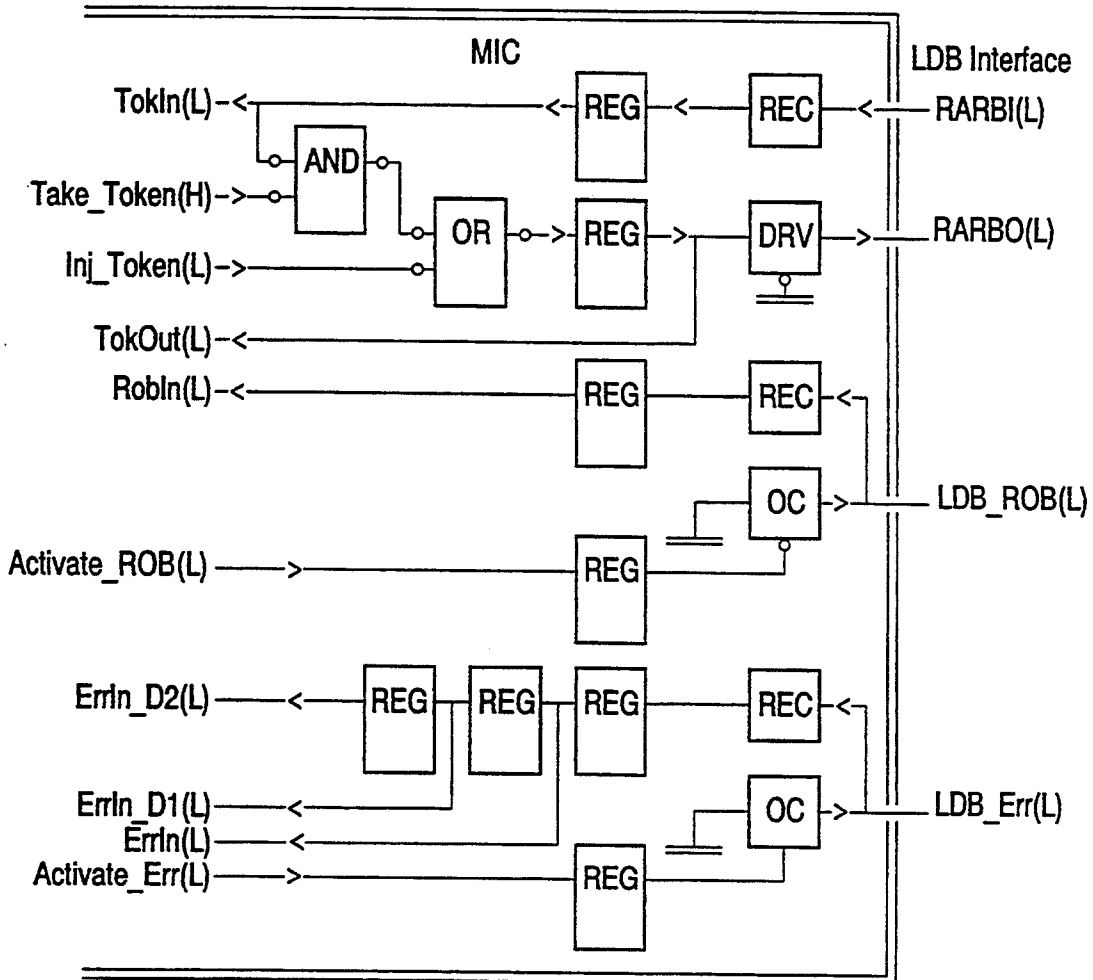 MIC
LDB Interface
TokIn(L) REG REC RARBI(L)
AND
Take_Token(H)
OR REG DRV RARBO(L)
Inj_Token(L)
TokOut(L)
RobIn(L) REG REC
OC LDB_ROB(L)
Activate_ROB(L) REG
ErrIn_D2(L) REG REG REG REC
ErrIn_D1(L) OC LDB_Err(L)
ErrIn(L)
Activate_Err(L) REG